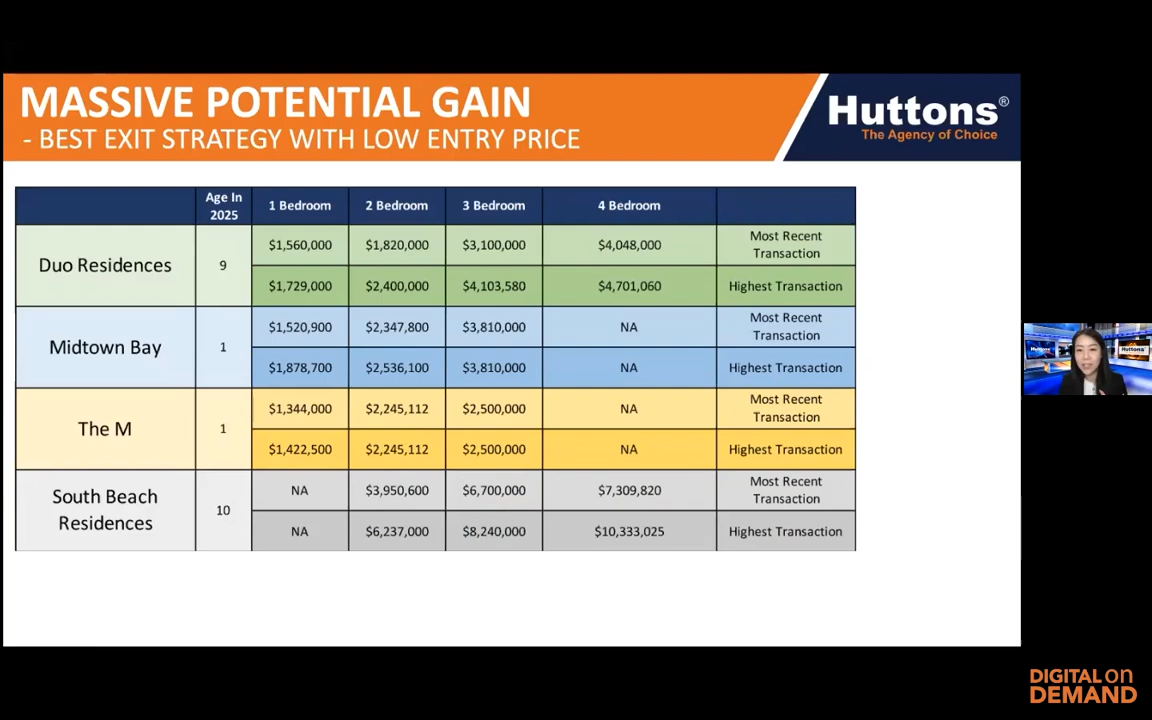 MASSIVE POTENTIAL GAIN
- BEST EXIT STRATEGY WITH LOW ENTRY PRICE
Huttons®
The Agency of Choice
Age In
2025
1 Bedroom
2 Bedroom
3 Bedroom
4 Bedroom
Duo Residences
9
$1,560,000
$1,820,000
$3,100,000
$4,048,000
Most Recent
Transaction
$1,729,000
$2,400,000
$4,103,580
$4,701,060
Highest Transaction
Midtown Bay
1
$1,520,900
$2,347,800
$3,810,000
NA
Most Recent
Transaction
$1,878,700
$2,536,100
$3,810,000
NA
Highest Transaction
The M
1
$1,344,000
$2,245,112
$2,500,000
NA
Most Recent
Transaction
$1,422,500
$2,245,112
$2,500,000
NA
Highest Transaction
South Beach
Residences
10
NA
$3,950,600
$6,700,000
$7,309,820
Most Recent
Transaction
NA
$6,237,000
$8,240,000
$10,333,025
Highest Transaction
Huttons
Huttons
DIGITAL on
DEMAND